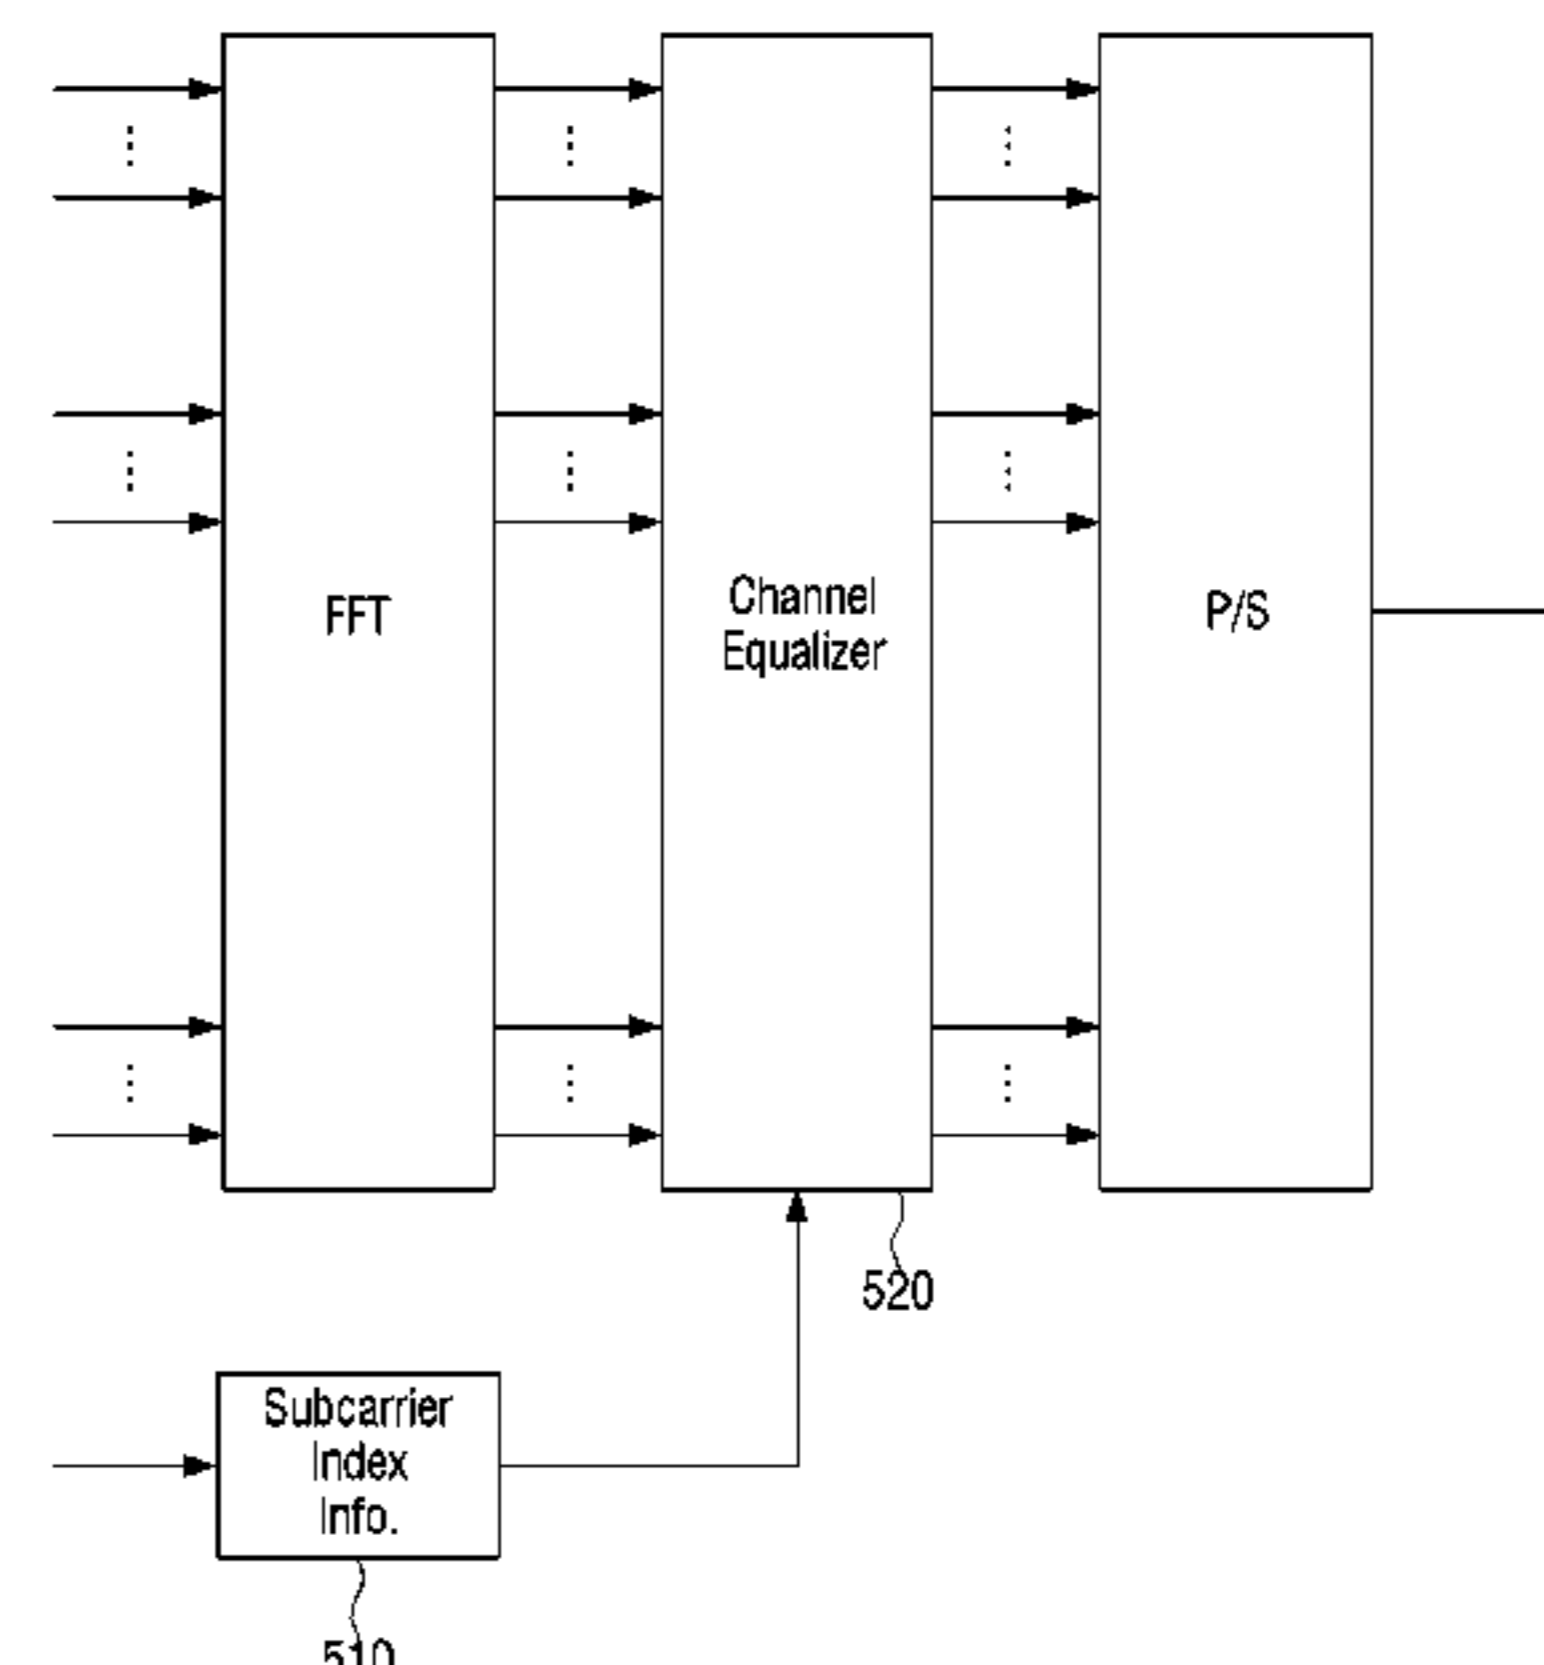 FFT
Channel
Equalizer
P/S
520
Subcarrier
Index
Info.
510